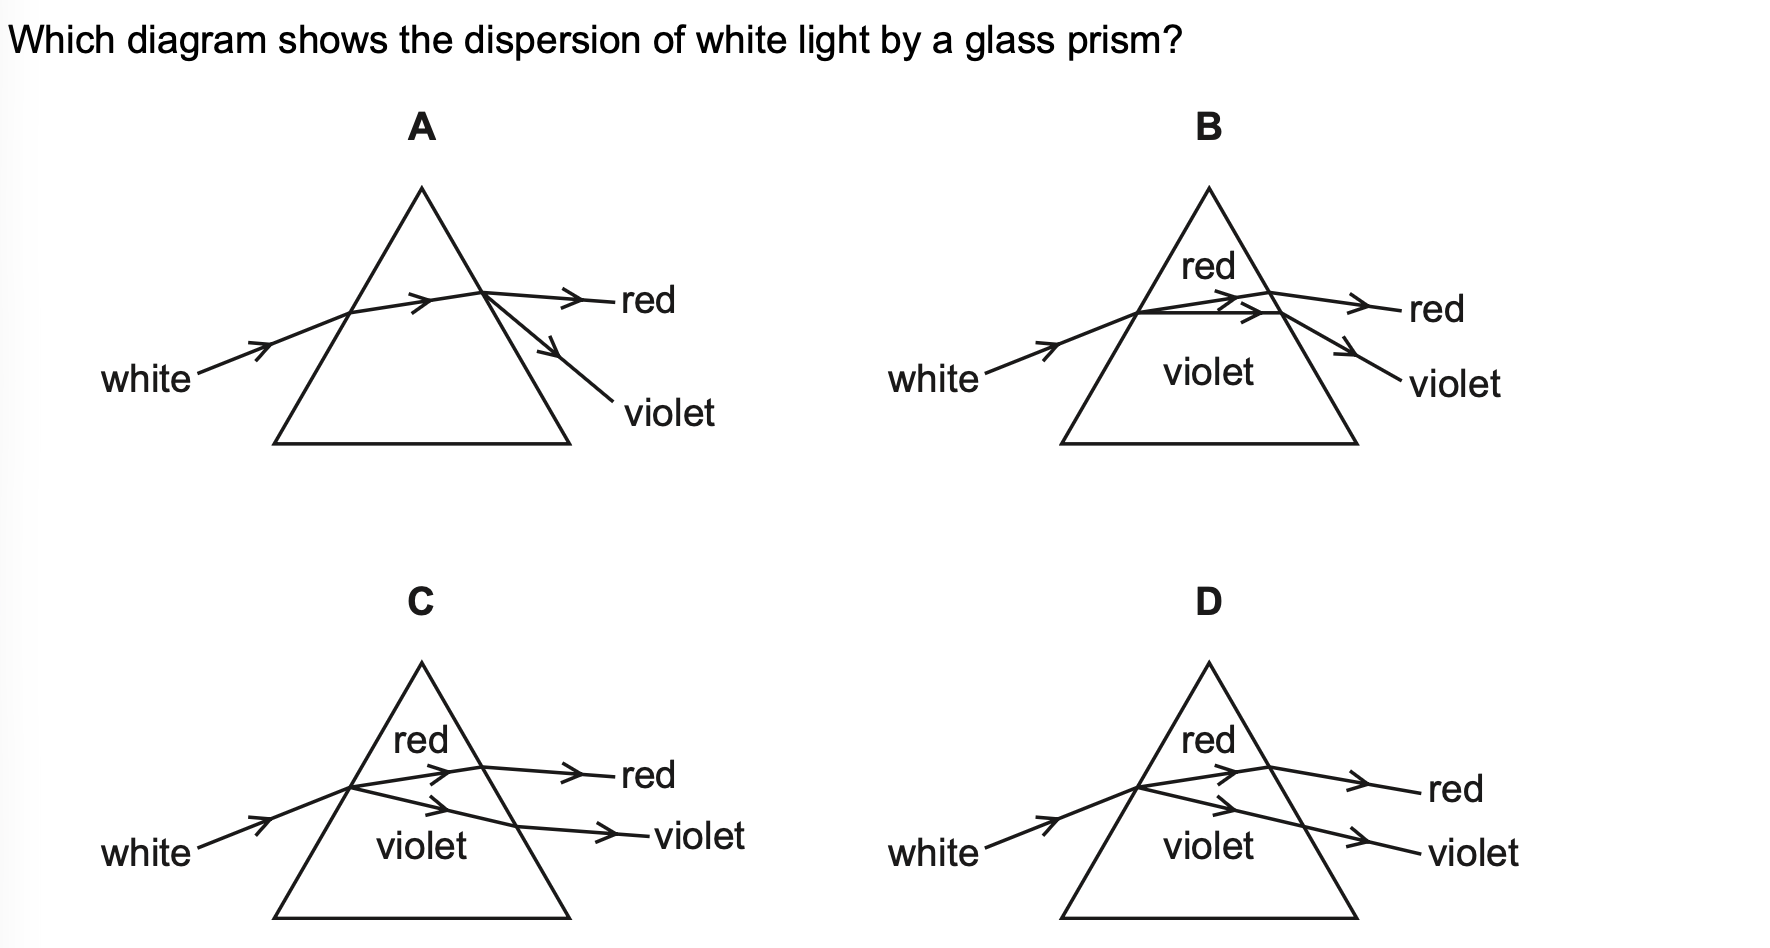 Which diagram shows the dispersion of white light by a glass prism?
A
white
red
violet
B
red
white
violet
red
violet
C
red
white
violet
red
violet
D
red
white
violet
red
violet